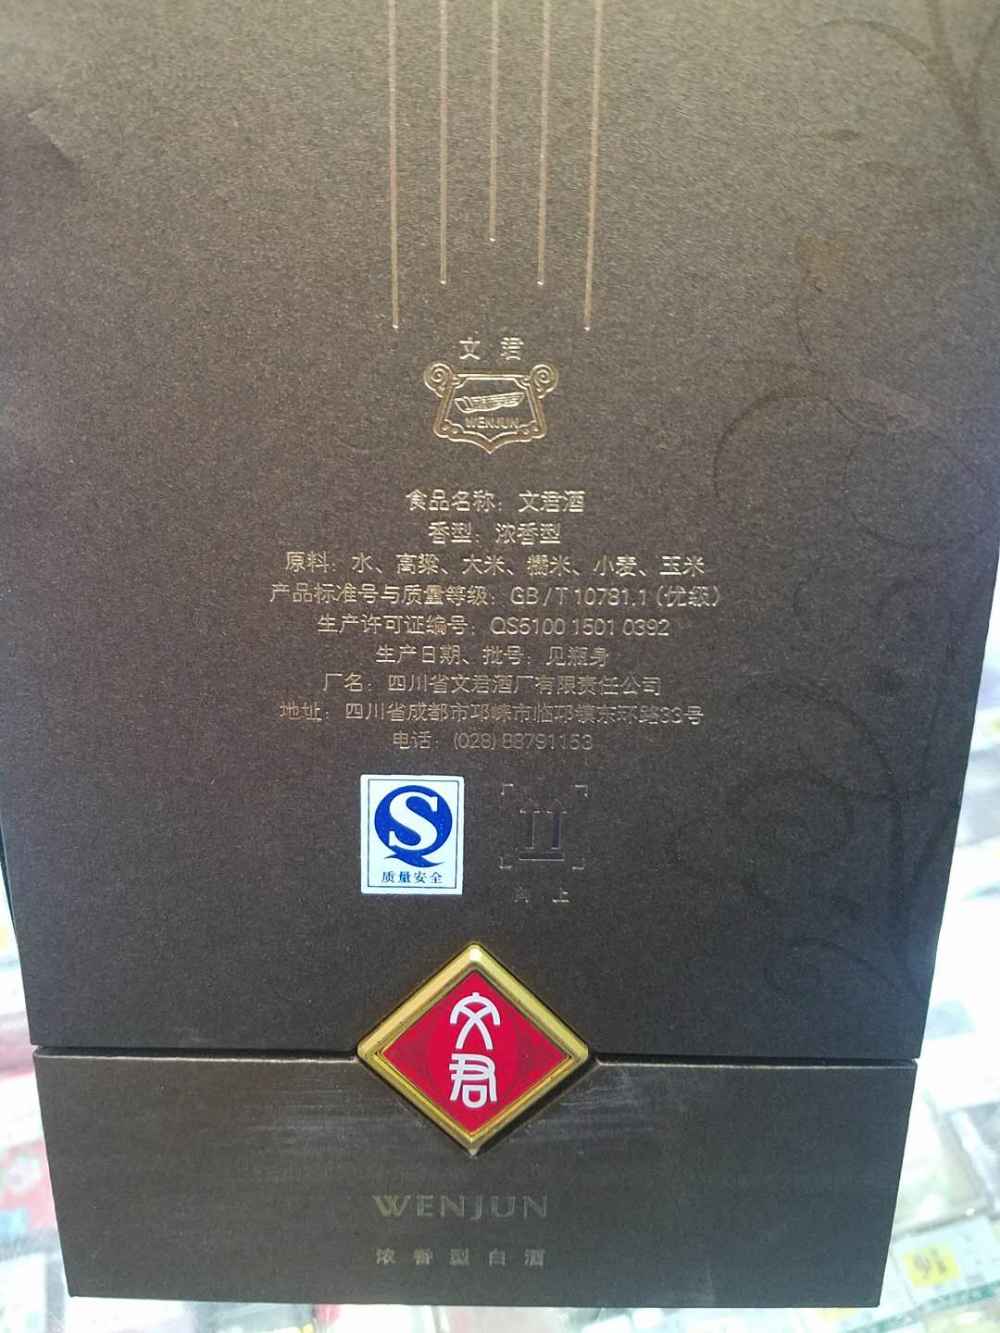 文君
WENJUN
食品名称：文君酒
香型：浓香型
原料：水、高粱、大米、糯米、小麦、玉米
产品标准号与质量等级：GB/T10781.1（优级）
生产许可证编号：QS5100 1501 0392
生产日期、批号：见瓶身
厂名：四川省文君酒厂有限责任公司
地址：四川省成都市邛崃市临邛镇东环路33号
电话：(028) 88791153
质量安全
向上
文君
WENJUN
浓香型白酒